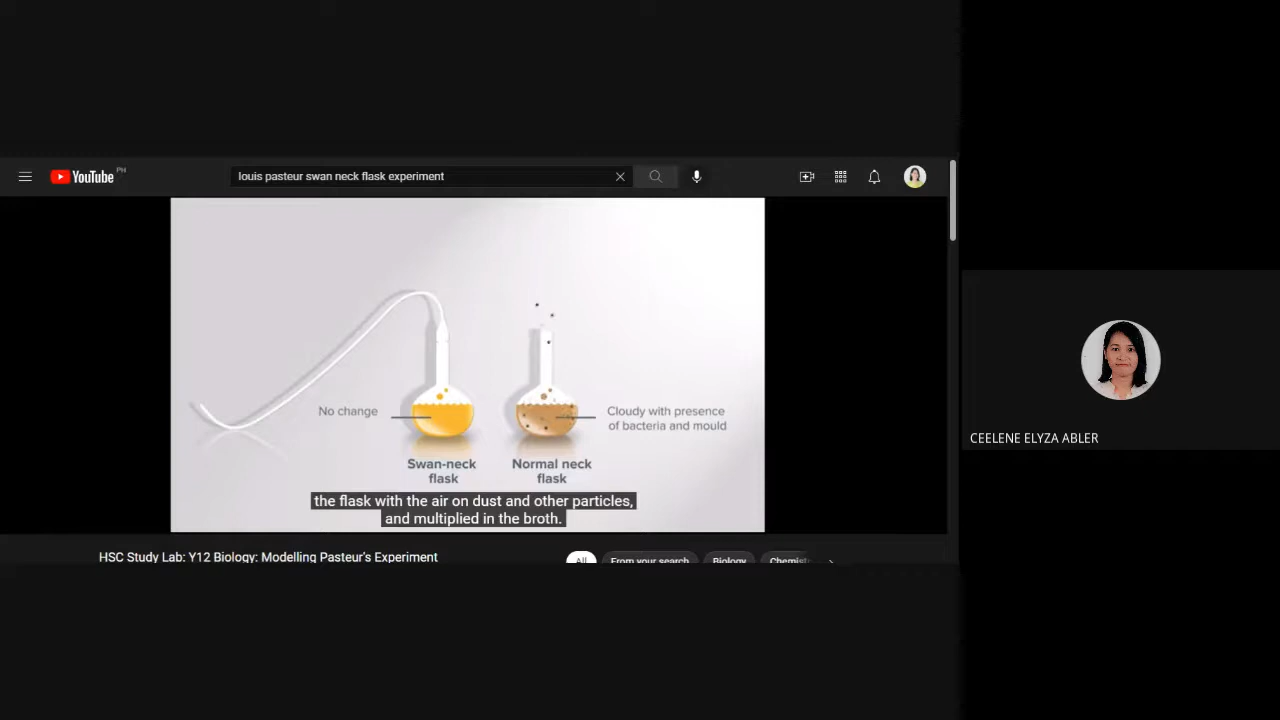 YouTube PH
louis pasteur swan neck flask experiment
No change
Cloudy with presence
of bacteria and mould
Swan-neck
flask
Normal neck
flask
the flask with the air on dust and other particles,
and multiplied in the broth.
HSC Study Lab: Y12 Biology: Modelling Pasteur's Experiment
All
From your search
Biology
CEELENE ELYZA ABLER